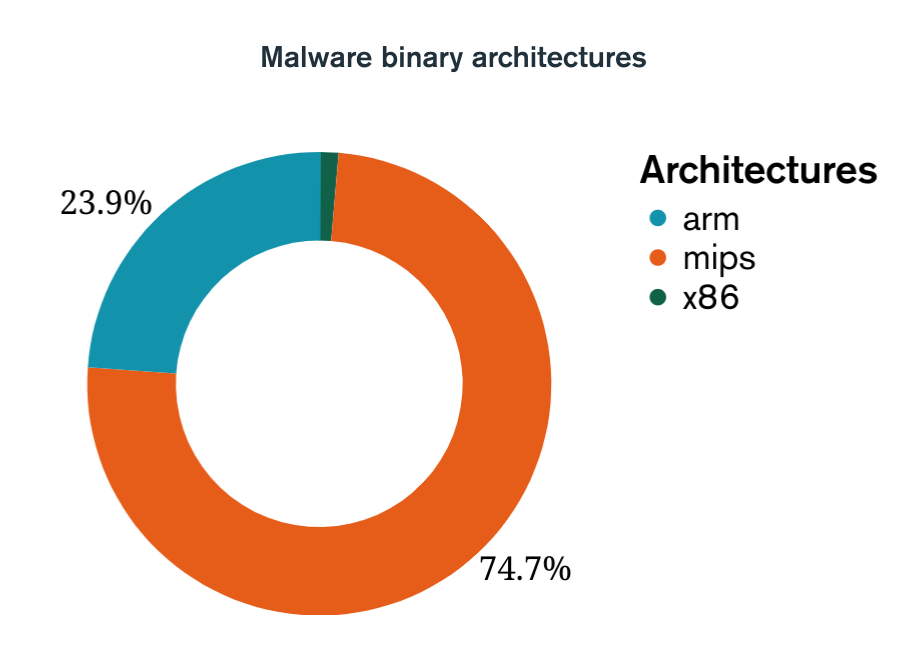 Malware binary architectures
Architectures
arm
mips
x86
23.9%
74.7%